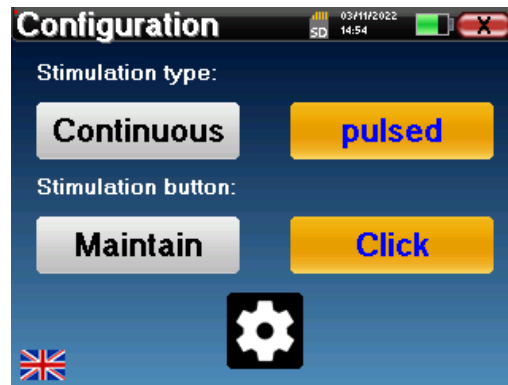 Configuration
SD
03/11/2022
14:54
X
Stimulation type:
Continuous pulsed
Stimulation button:
Maintain Click